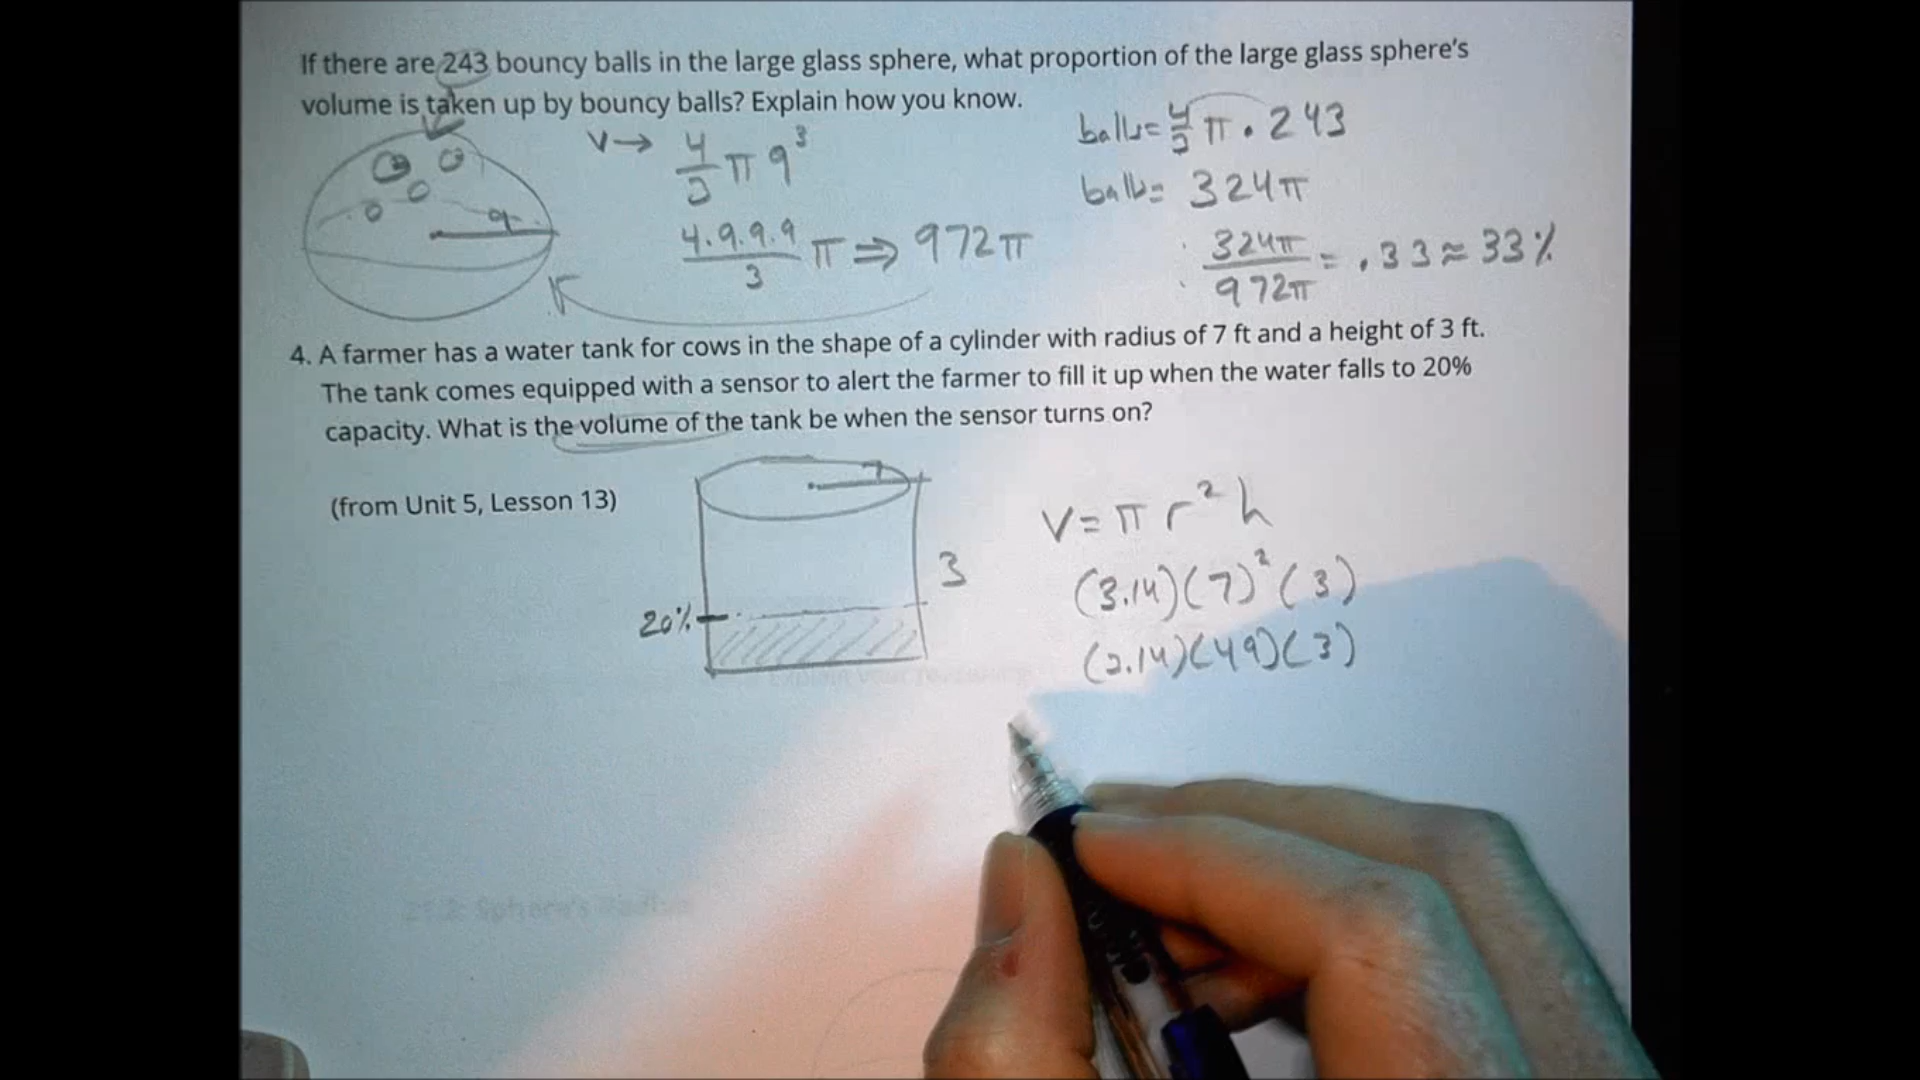 If there are 243 bouncy balls in the large glass sphere, what proportion of the large glass sphere's
volume is taken up by bouncy balls? Explain how you know.
V→ 4/3 π 9³
4.9.9.9/3 π ⇒ 972π
9
balls= 4/3 π . 243
balls= 324π
324π/972π = .33 ≈ 33%
4. A farmer has a water tank for cows in the shape of a cylinder with radius of 7 ft and a height of 3 ft.
The tank comes equipped with a sensor to alert the farmer to fill it up when the water falls to 20%
capacity. What is the volume of the tank be when the sensor turns on?
(from Unit 5, Lesson 13)
7
3
20%
V= π r² h
(3.14)(7)²(3)
(3.14)(49)(3)